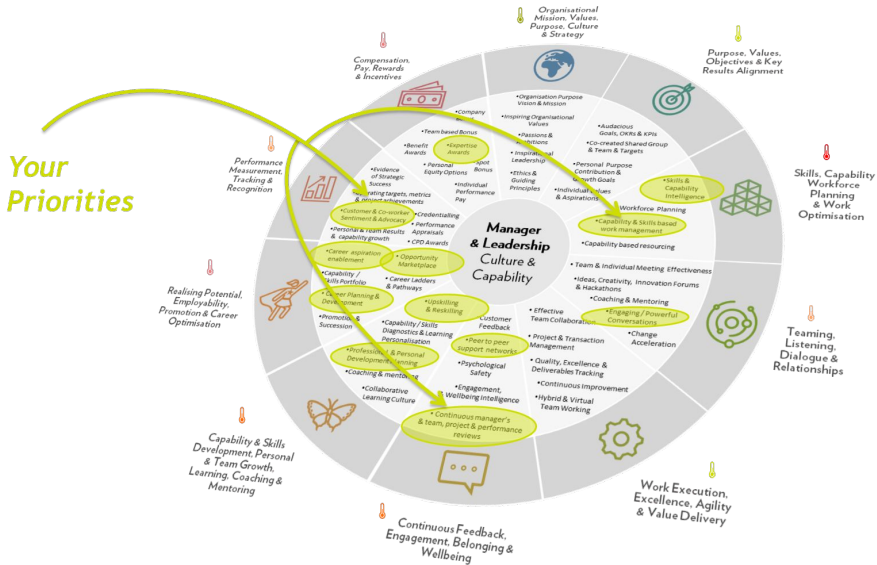 Your
Priorities
Organisational
Mission, Values,
Purpose, Culture
& Strategy
Purpose, Values,
Objectives & Key
Results Alignment
Skills, Capability
Workforce
Planning
& Work
Optimisation
Teaming,
Listening,
Dialogue &
Relationships
Work Execution,
Excellence, Agility
& Value Delivery
Continuous Feedback,
Engagement, Belonging &
Wellbeing
Capability & Skills
Development, Personal
& Team Growth,
Learning, Coaching &
Mentoring
Realising Potential,
Employability,
Promotion & Career
Optimisation
Performance
Measurement,
Tracking &
Recognition
Compensation,
Pay, Rewards
& Incentives
Manager
& Leadership
Culture &
Capability
•Organisation Purpose
Vision & Mission
•Inspiring Organisational
Values
•Passions &
•Inspirational
Leadership
•Ethics &
Guiding
Principles
•Audacious
Goals, OKRs & KPIs
•Co-created Shared Group
& Team & Targets
•Personal Purpose
Contribution &
Growth Goals
•Individual Values
& Aspirations
•Skills &
Capability
Intelligence
Workforce Planning
•Capability & Skills based
work management
•Capability based resourcing
•Team & Individual Meeting Effectiveness
•Ideas, Creativity, Innovation Forums
& Hackathons
•Coaching & Mentoring
•Engaging / Powerful
Conversations
•Change
Acceleration
•Effective
Team Collaboration
•Project & Transaction
Management
•Quality, Excellence &
Deliverables Tracking
•Continuous Improvement
•Hybrid & Virtual
Team Working
Customer
Feedback
•Peer to peer
support networks
•Psychological
Safety
•Engagement,
Wellbeing Intelligence
•Continuous manager's
& team, project & performance
reviews
•Upskilling
& Reskilling
•Capability / Skills
Diagnostics & Learning
Personalisation
•Professional & Personal
Development Planning
•Coaching & mentoring
•Collaborative
Learning Culture
•Career aspiration
enablement
•Opportunity
Marketplace
•Capability /
Skills Portfolio
•Career Ladders
& Pathways
•Career Planning &
Development
•Promotion &
Succession
•Evidence
of Strategic
Success
targets, metrics
& project achievements
•Customer & Co-worker
Sentiment & Advocacy
•Credentialling
•Performance
Appraisals
•Personal & Team Results
& capability growth
•CPD Awards
•Company
•Team based Bonus
•Benefit
Awards
•Expertise
Awards
Spot
Bonus
•Personal
Equity Options
•Individual
Performance
Pay